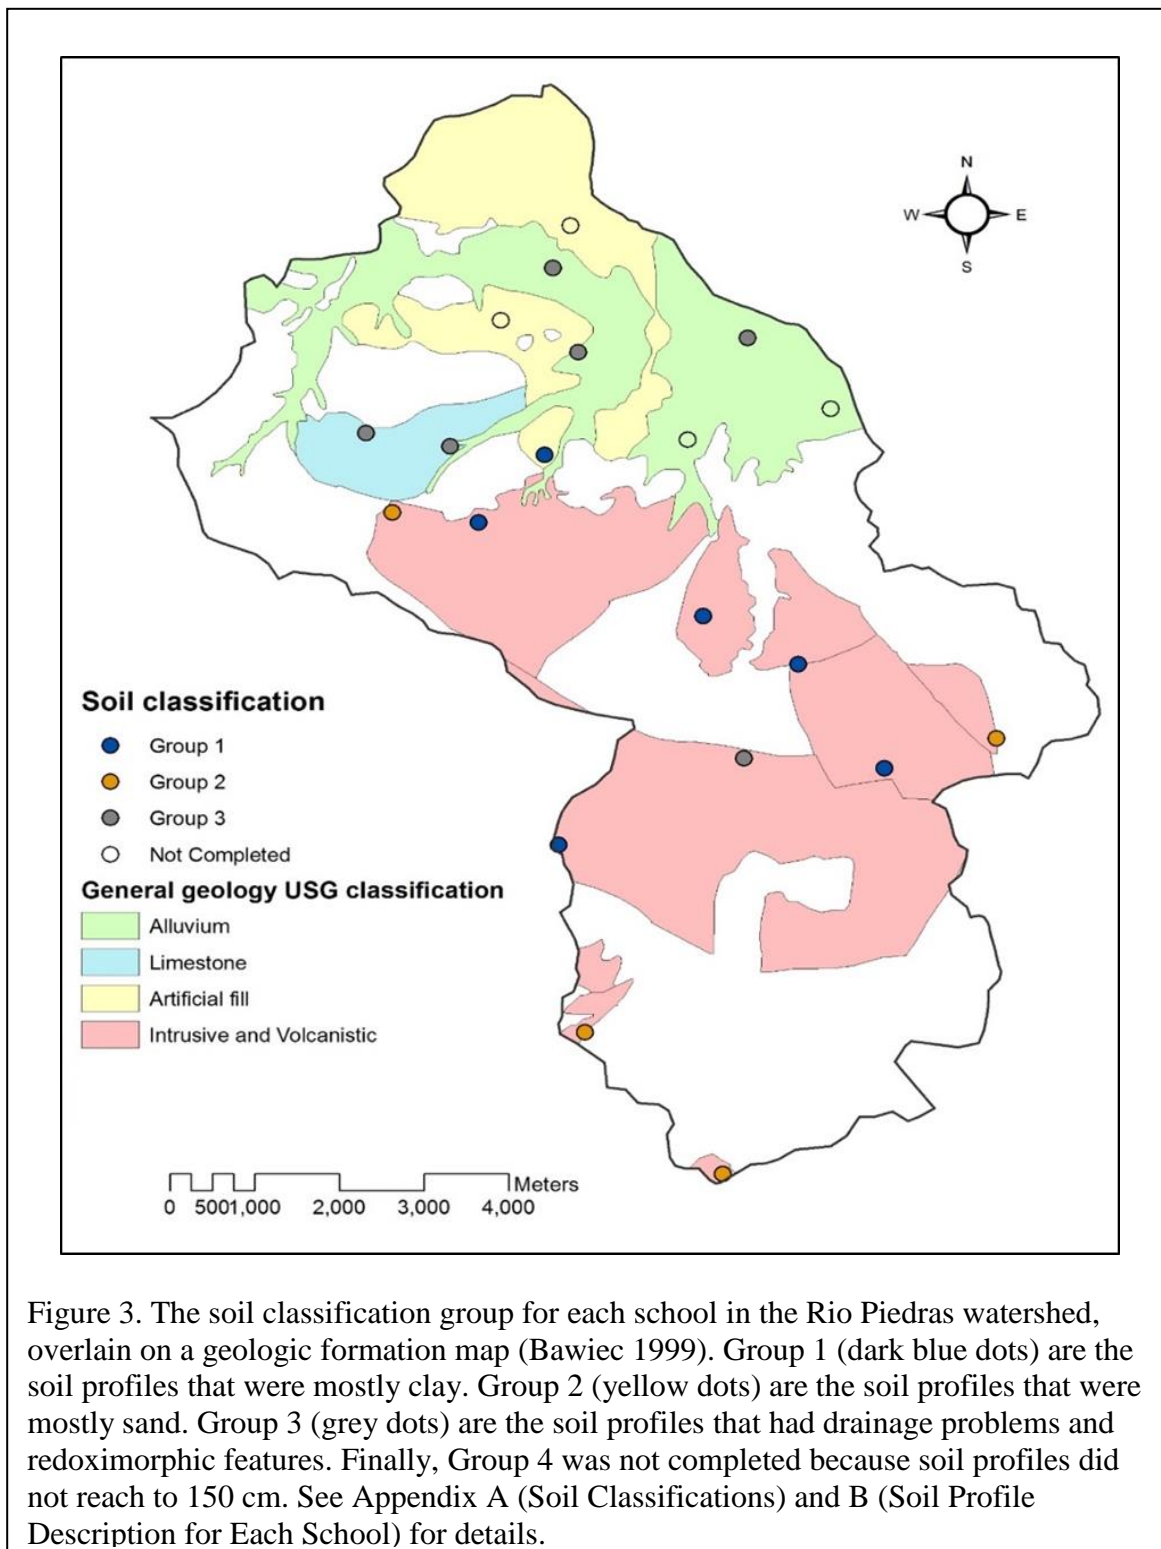 N
W E
S
Soil classification
Group 1
Group 2
Group 3
Not Completed
General geology USG classification
Alluvium
Limestone
Artificial fill
Intrusive and Volcanistic
Meters
0 5001,000 2,000 3,000 4,000
Figure 3. The soil classification group for each school in the Rio Piedras watershed,
overlain on a geologic formation map (Bawiec 1999). Group 1 (dark blue dots) are the
soil profiles that were mostly clay. Group 2 (yellow dots) are the soil profiles that were
mostly sand. Group 3 (grey dots) are the soil profiles that had drainage problems and
redoximorphic features. Finally, Group 4 was not completed because soil profiles did
not reach to 150 cm. See Appendix A (Soil Classifications) and B (Soil Profile
Description for Each School) for details.